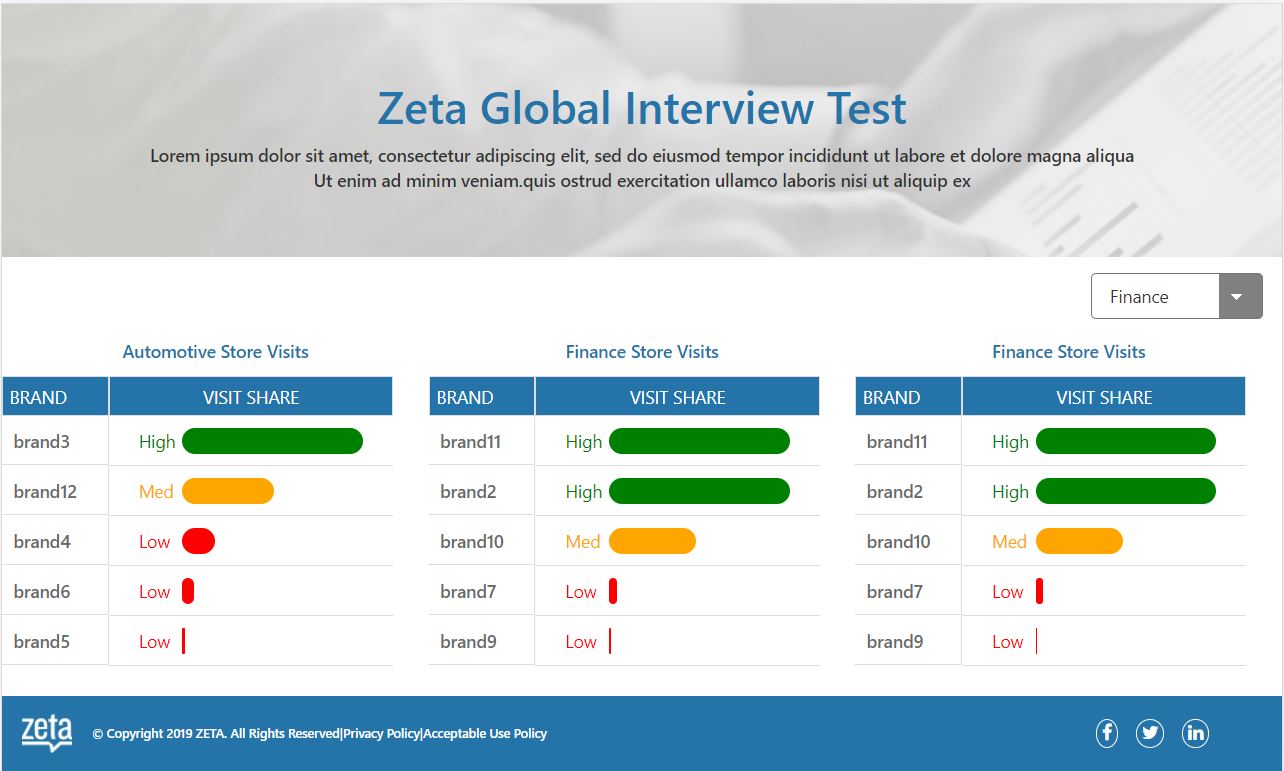 Zeta Global Interview Test
Lorem ipsum dolor sit amet, consectetur adipiscing elit, sed do eiusmod tempor incididunt ut labore et dolore magna aliqua
Ut enim ad minim veniam.quis ostrud exercitation ullamco laboris nisi ut aliquip ex
Finance
Automotive Store Visits
BRAND VISIT SHARE
brand3 High
brand12 Med
brand4 Low
brand6 Low
brand5 Low
Finance Store Visits
BRAND VISIT SHARE
brand11 High
brand2 High
brand10 Med
brand7 Low
brand9 Low
Finance Store Visits
BRAND VISIT SHARE
brand11 High
brand2 High
brand10 Med
brand7 Low
brand9 Low
zeta
© Copyright 2019 ZETA. All Rights Reserved|Privacy Policy|Acceptable Use Policy
f
in